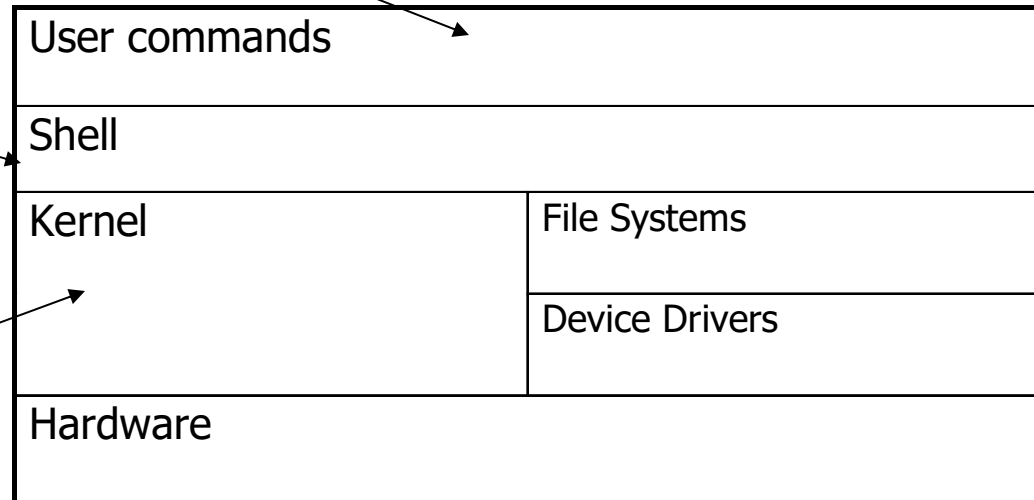 User commands
Shell
Kernel
File Systems
Device Drivers
Hardware